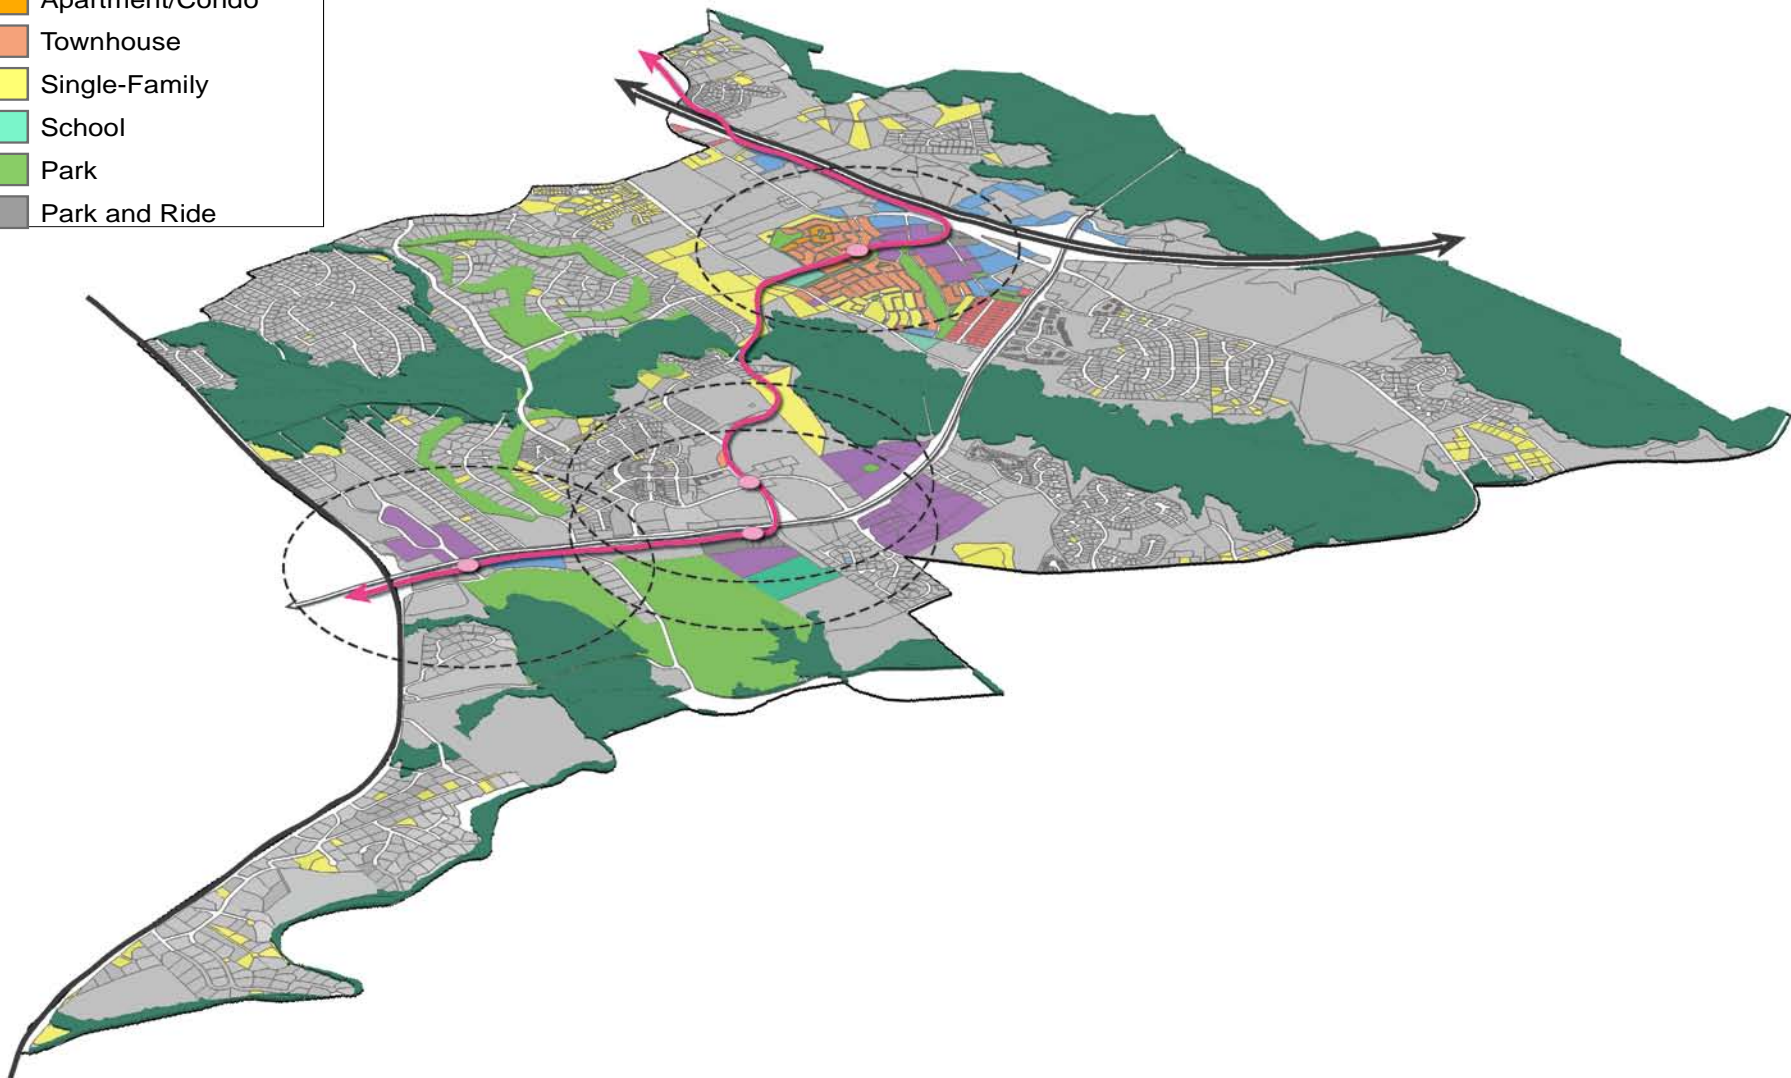 Apartment/Condo
Townhouse
Single-Family
School
Park
Park and Ride